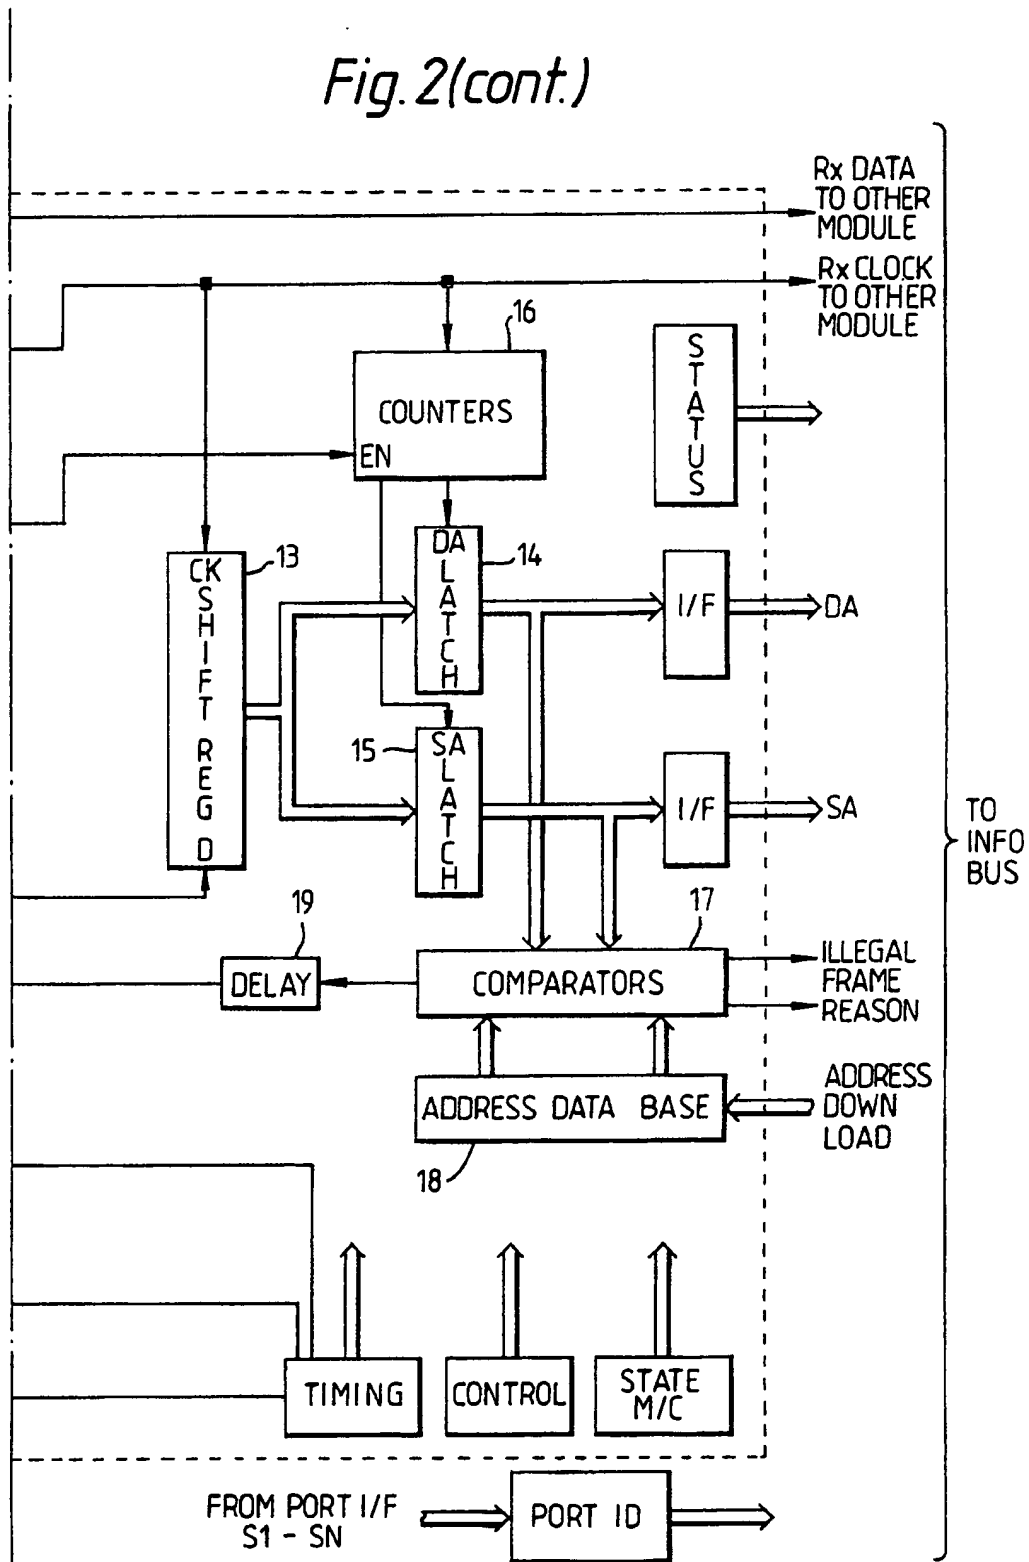 Fig. 2(cont.)
Rx DATA
TO OTHER
MODULE
Rx CLOCK
TO OTHER
MODULE
16
COUNTERS
EN
STATUS
13
CK
SHIFT REG
D
DA
LATCH
14
I/F
DA
15
SA
LATCH
I/F
SA
TO
INFO
BUS
19
DELAY
17
COMPARATORS
ILLEGAL
FRAME
REASON
ADDRESS DATA BASE
18
ADDRESS
DOWN
LOAD
TIMING
CONTROL
STATE
M/C
FROM PORT I/F
S1 - SN
PORT ID